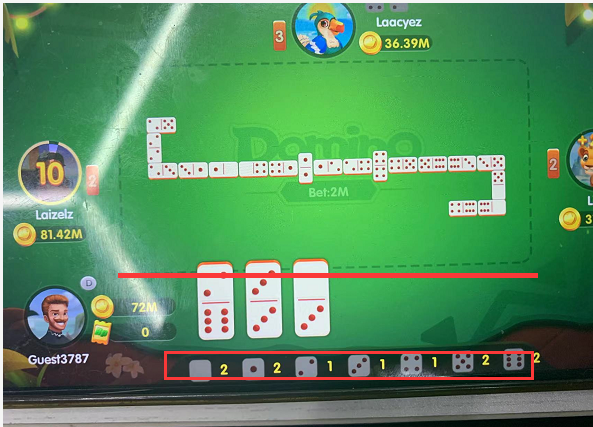 Laacyez
3
36.39M
Domino
10
2
Bet:2M
2
Laizelz
81.42M
3
D
72M
0
Guest3787
2 2 1 1 1 2 2